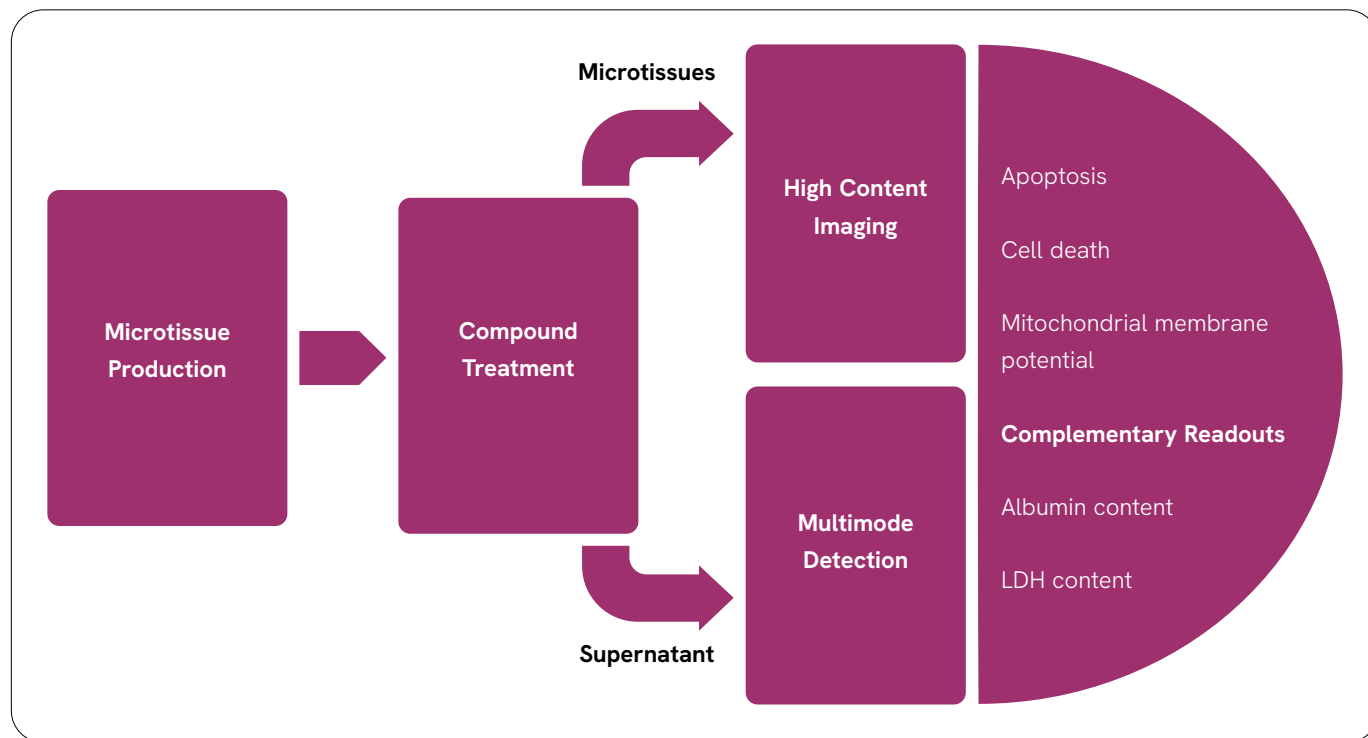 Microtissues
Microtissue
Production
Compound
Treatment
High Content
Imaging
Multimode
Detection
Supernatant
Apoptosis
Cell death
Mitochondrial membrane
potential
Complementary Readouts
Albumin content
LDH content